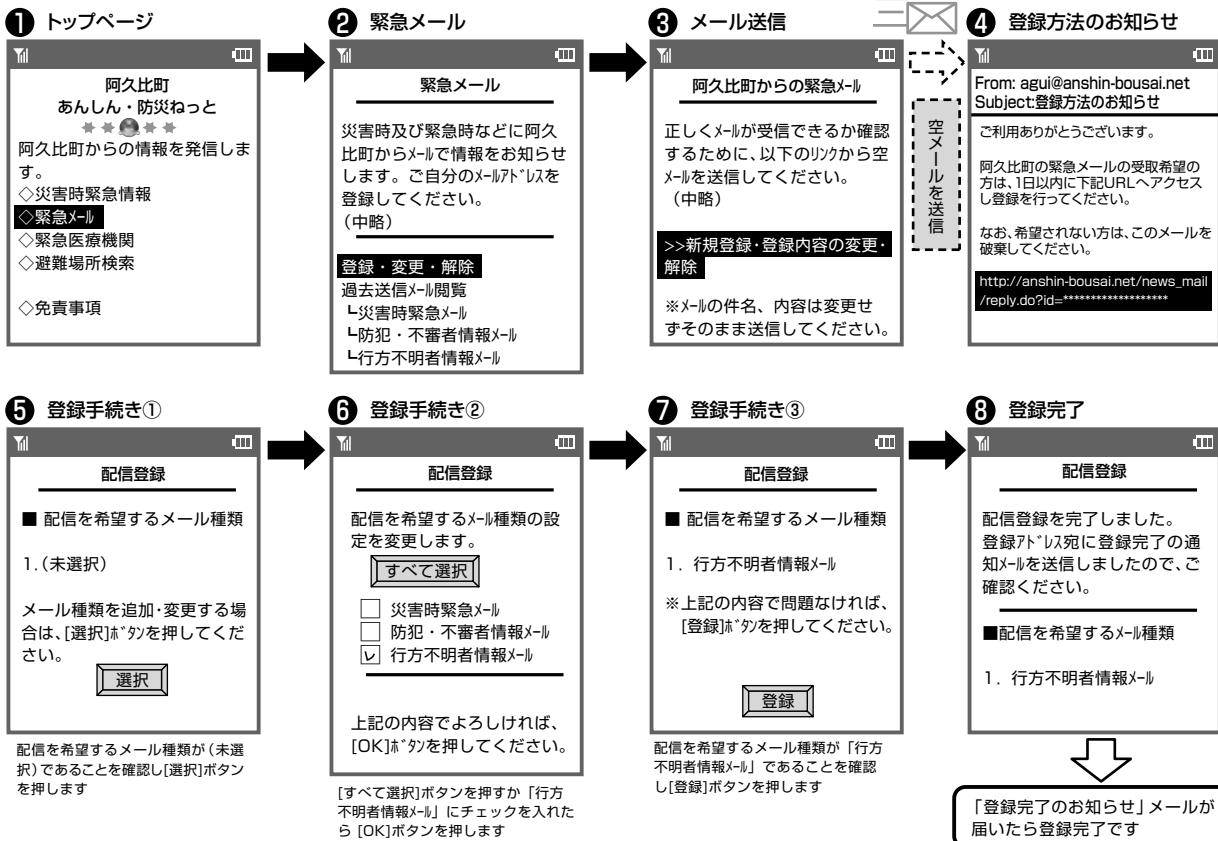 ❶ トップページ
阿久比町
あんしん・防災ねっと
阿久比町からの情報を発信しま
す。
◇災害時緊急情報
◇緊急ﾒｰﾙ
◇緊急医療機関
◇避難場所検索
◇免責事項
❷ 緊急メール
緊急メール
災害時及び緊急時などに阿久
比町からﾒｰﾙで情報をお知らせ
します。ご自分のﾒｰﾙｱﾄﾞﾚｽを
登録してください。
(中略)
登録・変更・解除
過去送信ﾒｰﾙ閲覧
┗災害時緊急ﾒｰﾙ
┗防犯・不審者情報ﾒｰﾙ
┗行方不明者情報ﾒｰﾙ
❸ メール送信
阿久比町からの緊急ﾒｰﾙ
正しくﾒｰﾙが受信できるか確認
するために、以下のﾘﾝｸから空
ﾒｰﾙを送信してください。
(中略)
>>新規登録･登録内容の変更･
解除
※ﾒｰﾙの件名、内容は変更せ
ずそのまま送信してください。
空メールを送信
❹ 登録方法のお知らせ
From: agui@anshin-bousai.net
Subject:登録方法のお知らせ
ご利用ありがとうございます。
阿久比町の緊急メールの受取希望の
方は、1日以内に下記URLへアクセス
し登録を行ってください。
なお、希望されない方は、このメールを
破棄してください。
http://anshin-bousai.net/news_mail
/reply.do?id=*******************
❺ 登録手続き①
配信登録
■ 配信を希望するメール種類
1.(未選択)
メール種類を追加･変更する場
合は、[選択]ﾎﾞﾀﾝを押してくだ
さい。
選択
配信を希望するメール種類が(未選
択)であることを確認し[選択]ボタン
を押します
❻ 登録手続き②
配信登録
配信を希望するﾒｰﾙ種類の設
定を変更します。
すべて選択
災害時緊急ﾒｰﾙ
防犯・不審者情報ﾒｰﾙ
行方不明者情報ﾒｰﾙ
上記の内容でよろしければ、
[OK]ﾎﾞﾀﾝを押してください。
[すべて選択]ボタンを押すか「行方
不明者情報ﾒｰﾙ」にチェックを入れた
ら [OK]ボタンを押します
❼ 登録手続き③
配信登録
■ 配信を希望するメール種類
1. 行方不明者情報ﾒｰﾙ
※上記の内容で問題なければ、
[登録]ﾎﾞﾀﾝを押してください。
登録
配信を希望するメール種類が「行方
不明者情報ﾒｰﾙ」であることを確認
し[登録]ボタンを押します
❽ 登録完了
配信登録
配信登録を完了しました。
登録ｱﾄﾞﾚｽ宛に登録完了の通
知ﾒｰﾙを送信しましたので、ご
確認ください。
■配信を希望するﾒｰﾙ種類
1. 行方不明者情報ﾒｰﾙ
「登録完了のお知らせ」メールが
届いたら登録完了です